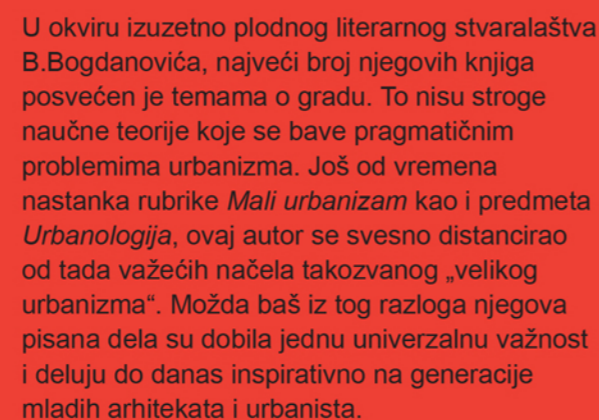 U okviru izuzetno plodnog literarnog stvaralaštva
B.Bogdanovića, najveći broj njegovih knjiga
posvećen je temama o gradu. To nisu stroge
naučne teorije koje se bave pragmatičnim
problemima urbanizma. Još od vremena
nastanka rubrike Mali urbanizam kao i predmeta
Urbanologija, ovaj autor se svesno distancirao
od tada važećih načela takozvanog „velikog
urbanizma“. Možda baš iz tog razloga njegova
pisana dela su dobila jednu univerzalnu važnost
i deluju do danas inspirativno na generacije
mladih arhitekata i urbanista.